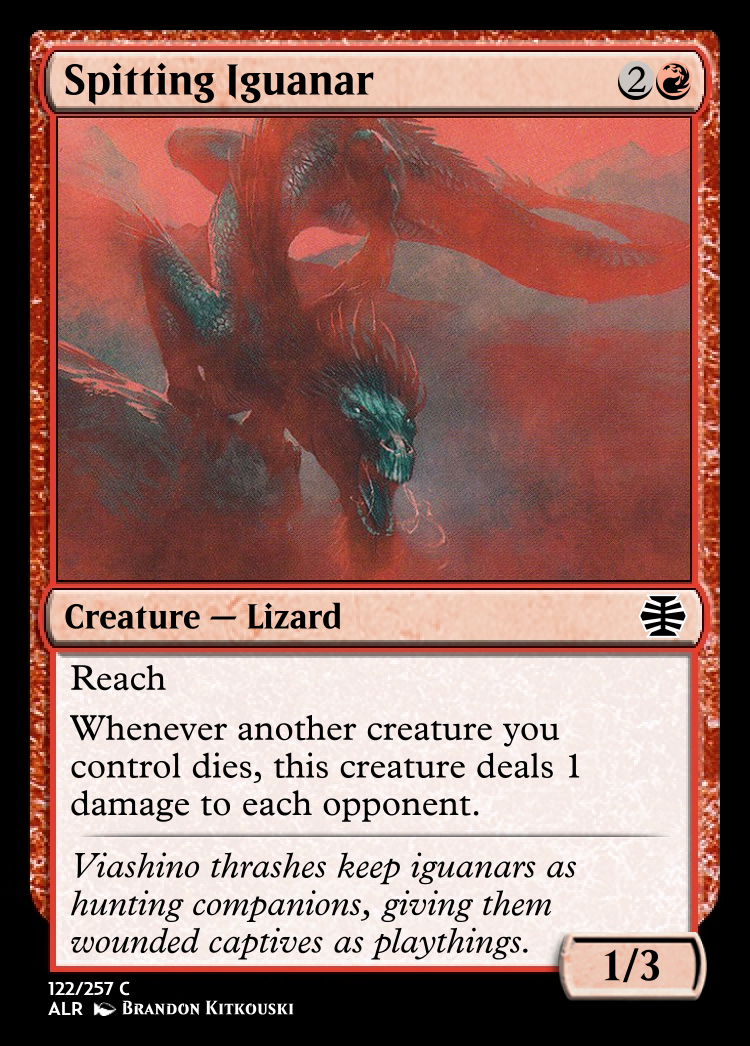 Spitting Iguanar 2
Creature — Lizard
Reach
Whenever another creature you
control dies, this creature deals 1
damage to each opponent.
Viashino thrashes keep iguanars as
hunting companions, giving them
wounded captives as playthings.
1/3
122/257 C
ALR Brandon Kitkouski